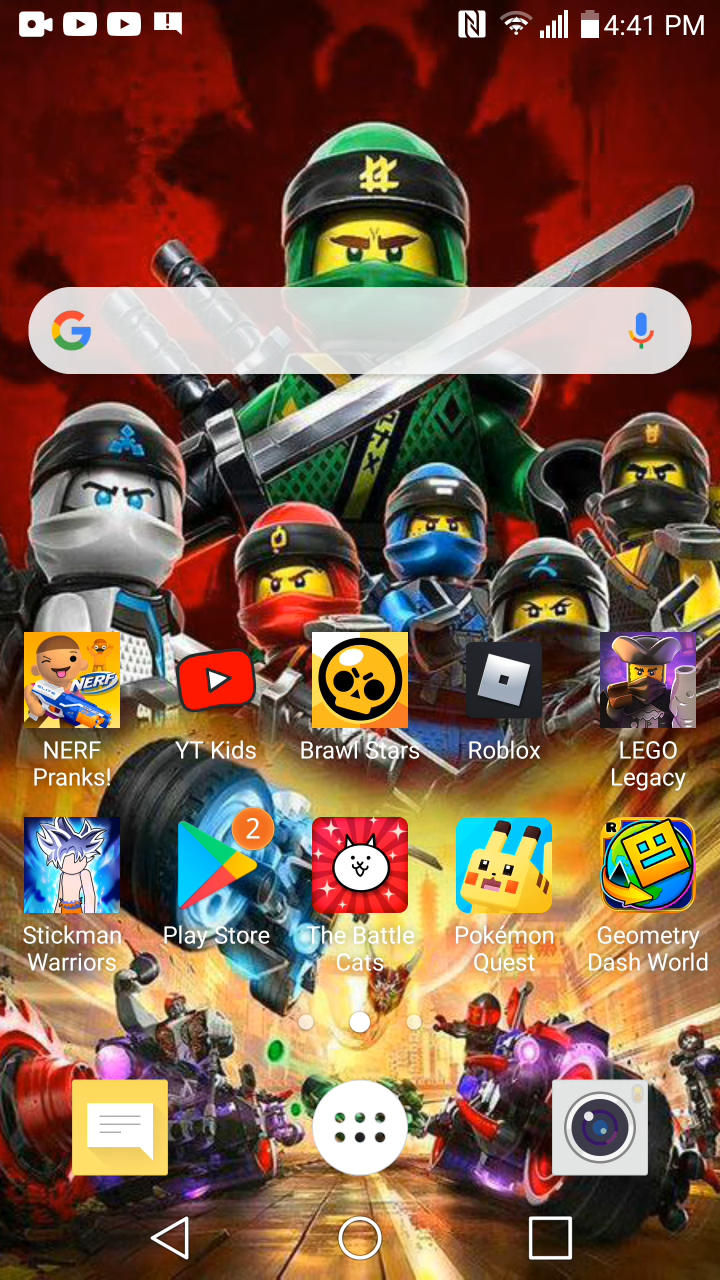 4:41 PM
NERF
NERF
Pranks!
YT Kids
Brawl Stars
Roblox
LEGO
Legacy
2
R
Stickman
Warriors
Play Store
The Battle
Cats
Pokémon
Quest
Geometry
Dash World